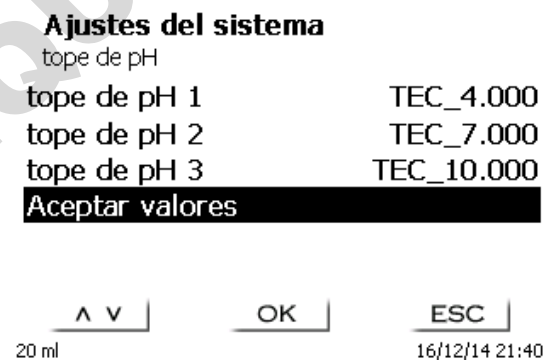 Ajustes del sistema
tope de pH
tope de pH 1 TEC_4.000
tope de pH 2 TEC_7.000
tope de pH 3 TEC_10.000
Aceptar valores
∧ ∨ OK ESC
20 ml 16/12/14 21:40